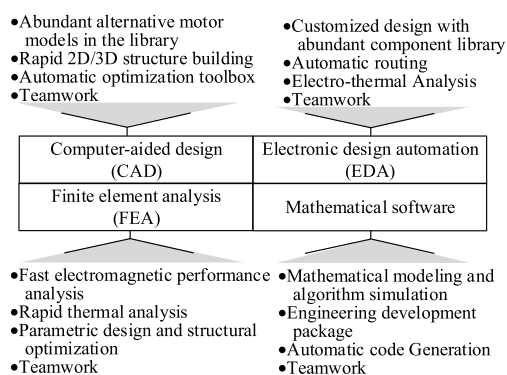 ●Abundant alternative motor
models in the library
●Rapid 2D/3D structure building
●Automatic optimization toolbox
●Teamwork
●Customized design with
abundant component library
●Automatic routing
●Electro-thermal Analysis
●Teamwork
Computer-aided design
(CAD)
Electronic design automation
(EDA)
Finite element analysis
(FEA)
Mathematical software
●Fast electromagnetic performance
analysis
●Rapid thermal analysis
●Parametric design and structural
optimization
●Teamwork
●Mathematical modeling and
algorithm simulation
●Engineering development
package
●Automatic code Generation
●Teamwork